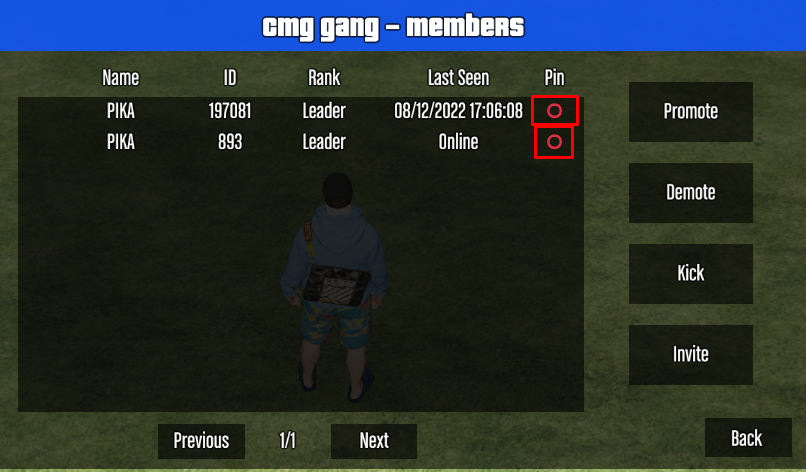 cmg gang - members
Name ID Rank Last Seen Pin
PIKA 197081 Leader 08/12/2022 17:06:08
PIKA 893 Leader Online
Promote
Demote
Kick
Invite
Previous 1/1 Next
Back